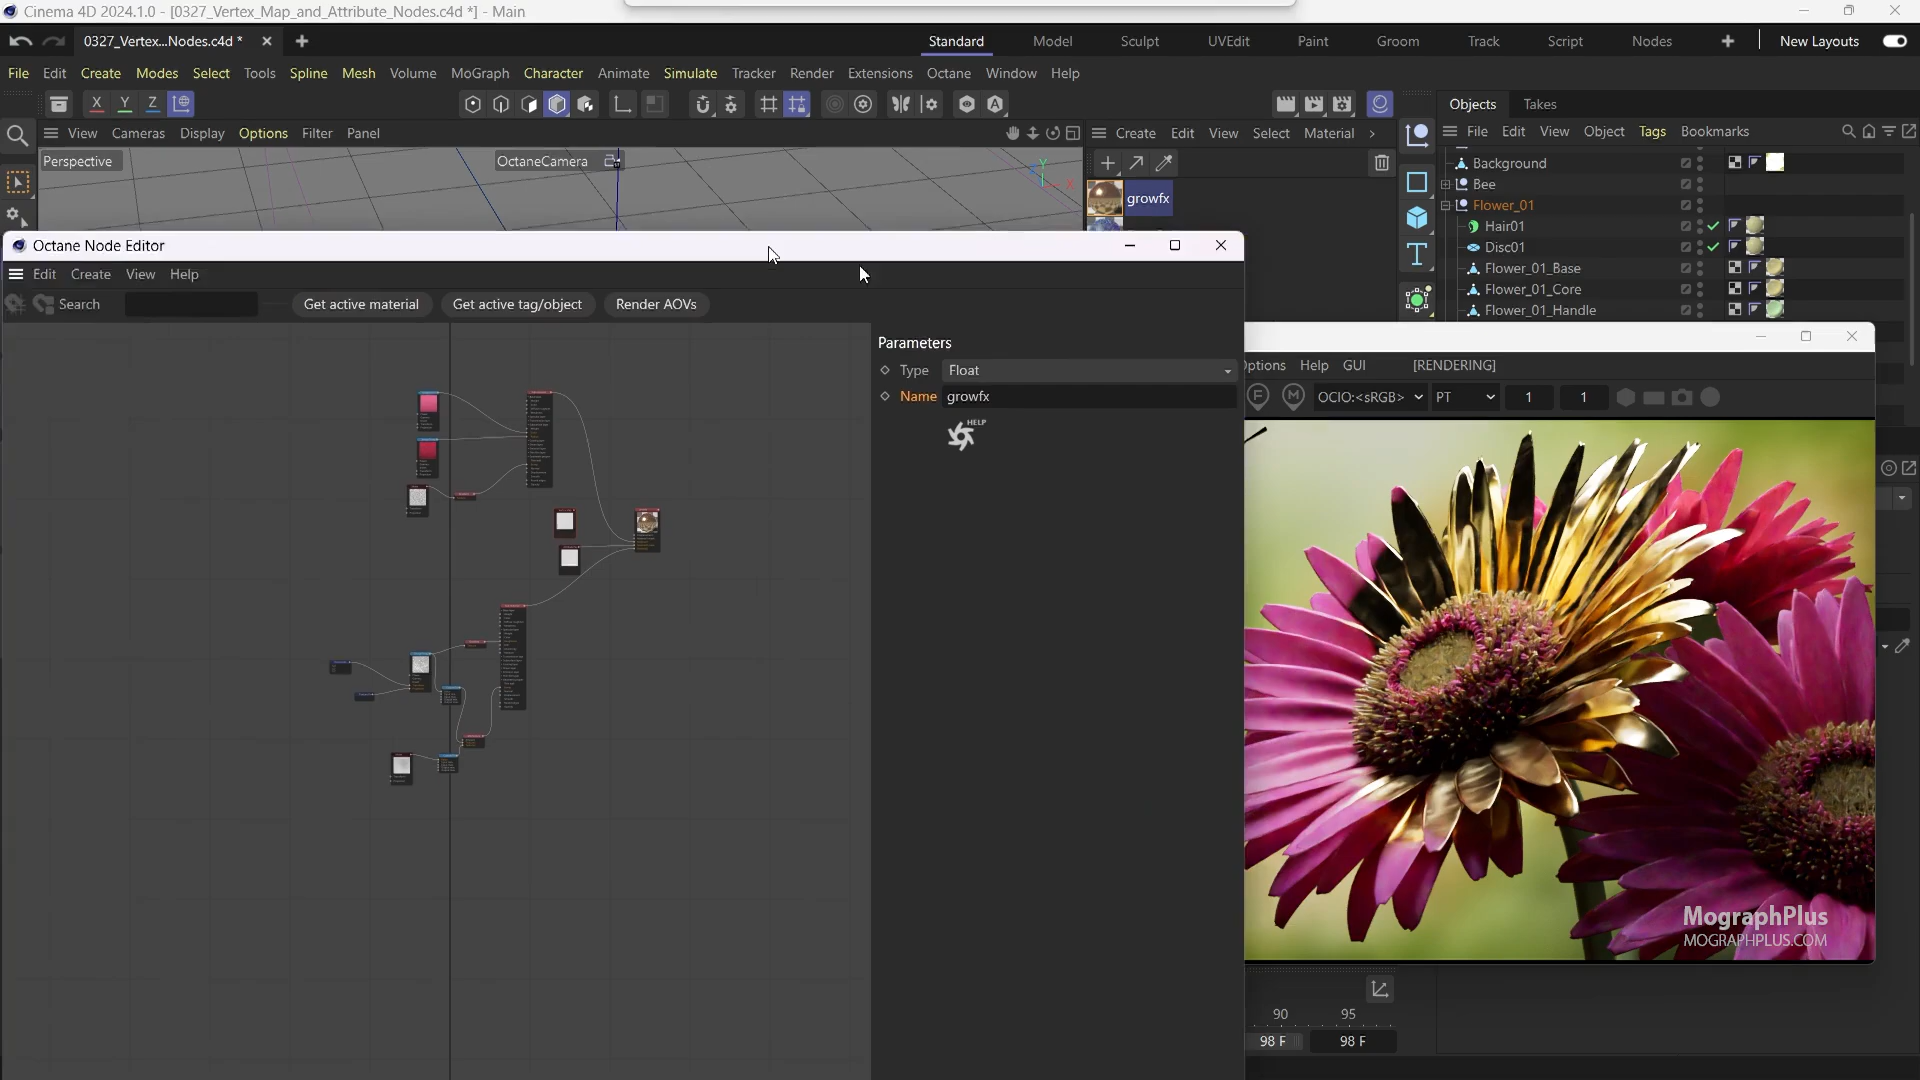 Cinema 4D 2024.1.0 - [0327_Vertex_Map_and_Attribute_Nodes.c4d *] - Main
0327_Vertex...Nodes.c4d *
Standard
Model
Sculpt
UVEdit
Paint
Groom
Track
Script
Nodes
New Layouts
File Edit Create Modes Select Tools Spline Mesh Volume MoGraph Character Animate Simulate Tracker Render Extensions Octane Window Help
X Y Z
Objects
Takes
View Cameras Display Options Filter Panel
Create Edit View Select Material
File Edit View Object Tags Bookmarks
Perspective
OctaneCamera
Y
X
growfx
Background
Bee
Flower_01
Hair01
Disc01
Flower_01_Base
Flower_01_Core
Flower_01_Handle
Octane Node Editor
Edit Create View Help
Search
Get active material
Get active tag/object
Render AOVs
Parameters
Type Float
Name growfx
HELP
ptions Help GUI [RENDERING]
F M OCIO:<sRGB> PT 1 1
MographPlus
MOGRAPHPLUS.COM
90 95
98 F 98 F